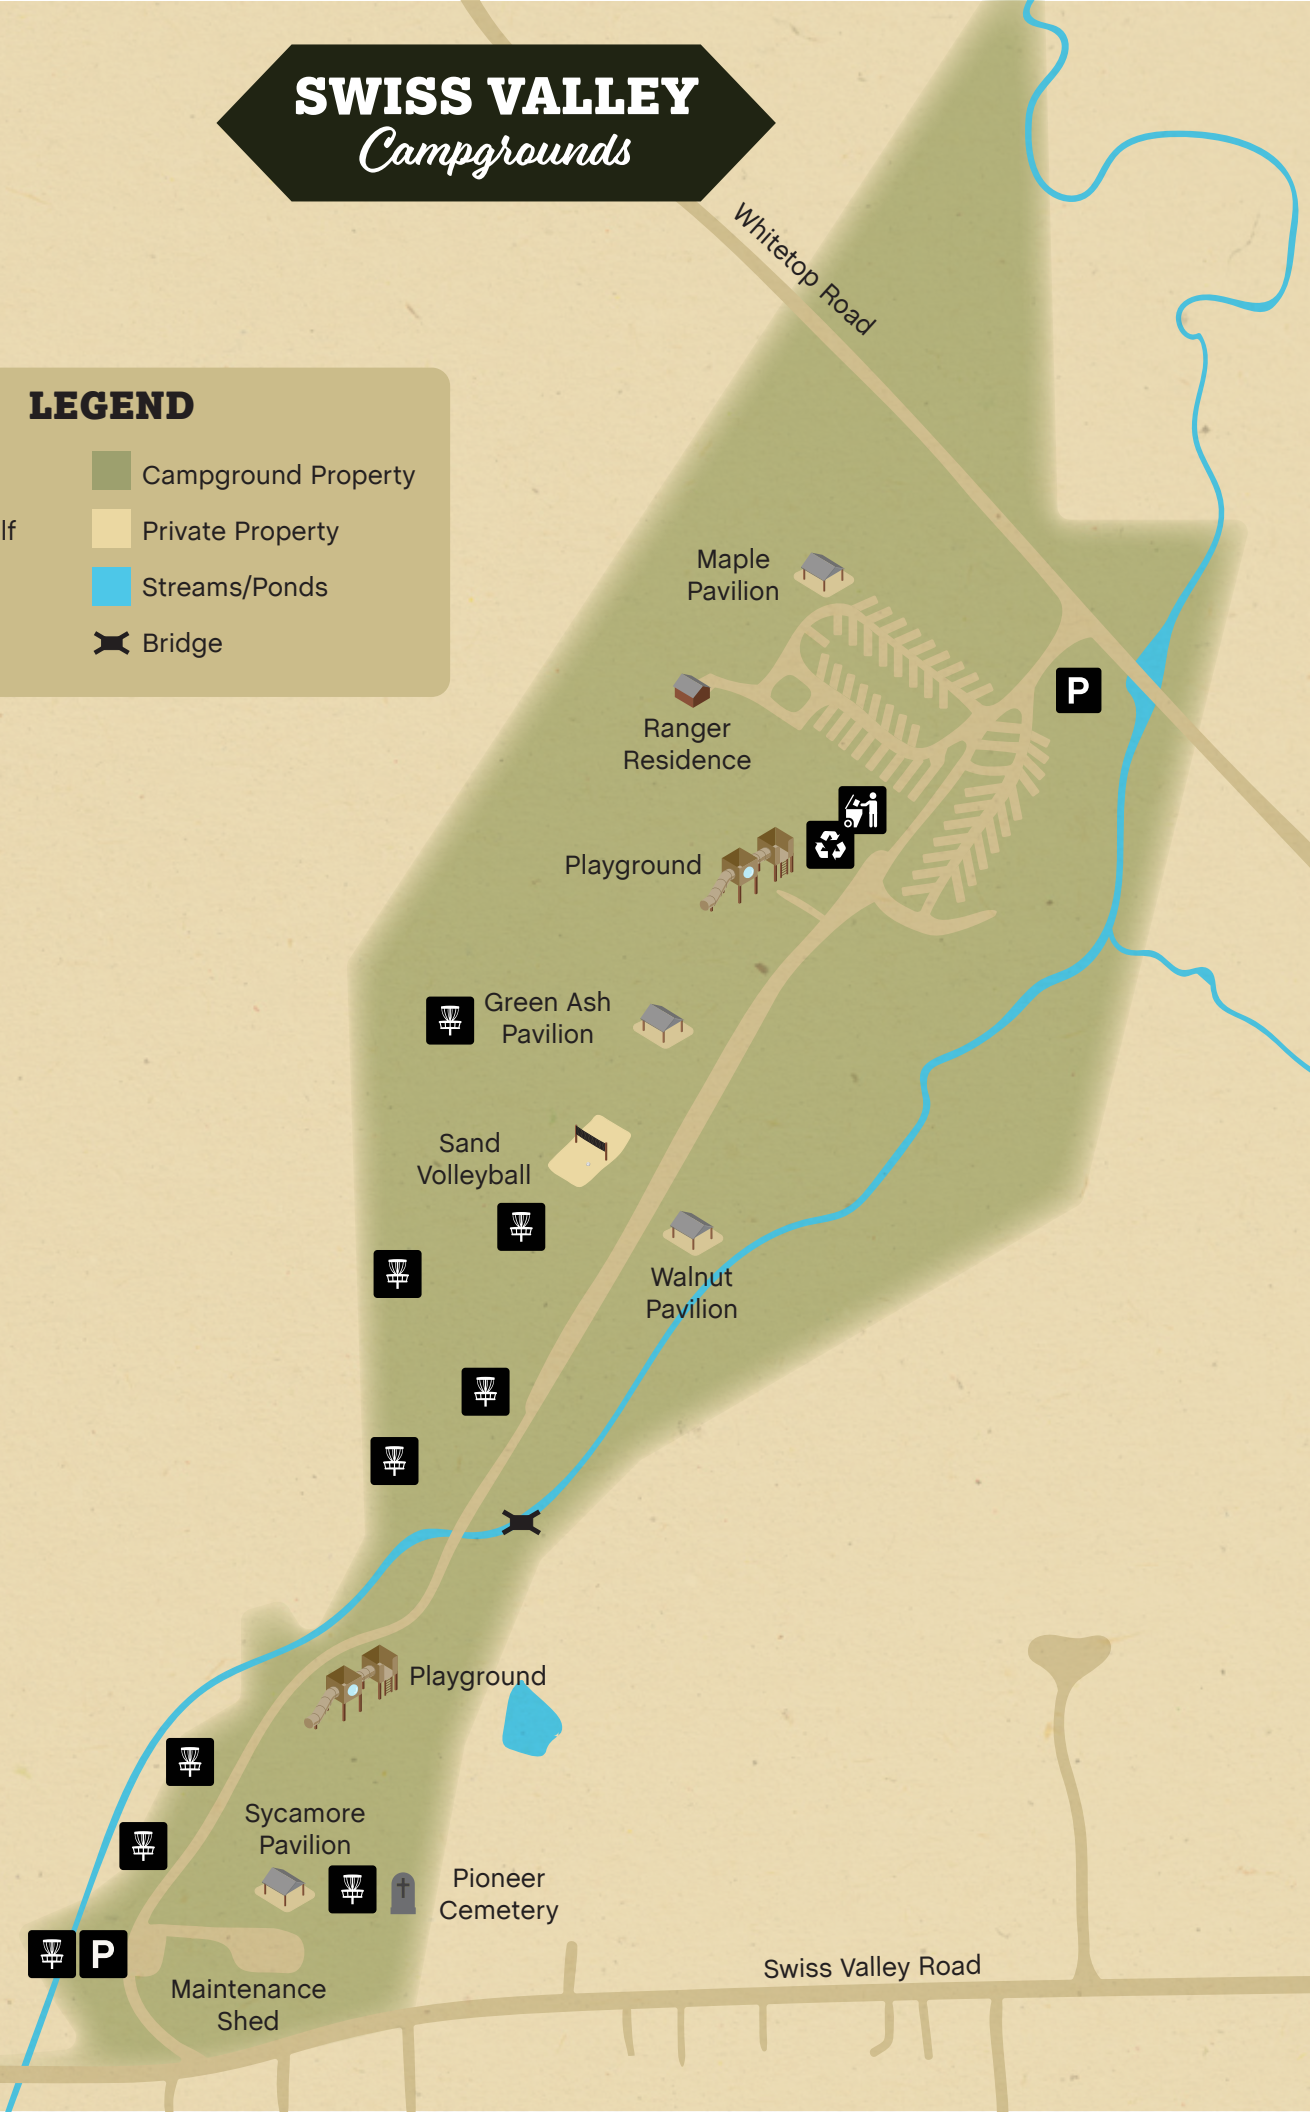 SWISS VALLEY
Campgrounds
Whitetop Road
LEGEND
Campground Property
lf
Private Property
Streams/Ponds
Bridge
Maple
Pavilion
P
Ranger
Residence
Playground
Green Ash
Pavilion
Sand
Volleyball
Walnut
Pavilion
Playground
Sycamore
Pavilion
Pioneer
Cemetery
P
Swiss Valley Road
Maintenance
Shed